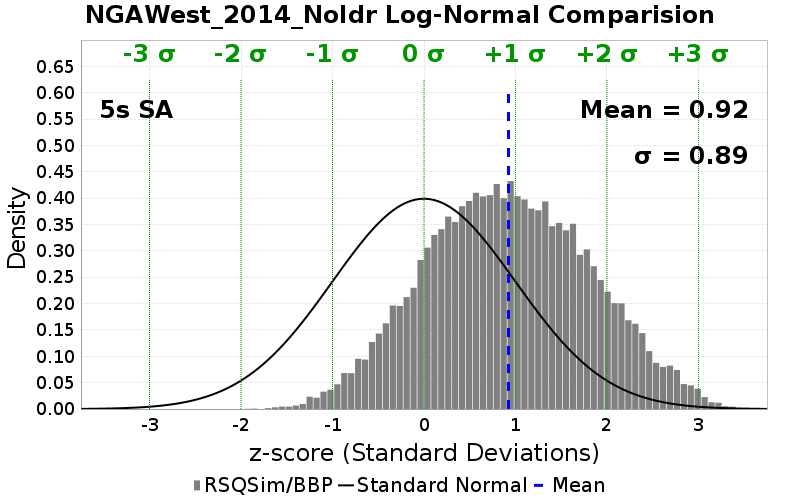 NGAWest_2014_NoIdr Log-Normal Comparision
-3 σ -2 σ -1 σ 0 σ +1 σ +2 σ +3 σ
5s SA
Mean = 0.92
σ = 0.89
0.65
0.60
0.55
0.50
0.45
0.40
0.35
0.30
0.25
0.20
0.15
0.10
0.05
0.00
Density
-3 -2 -1 0 1 2 3
z-score (Standard Deviations)
RSQSim/BBP Standard Normal Mean